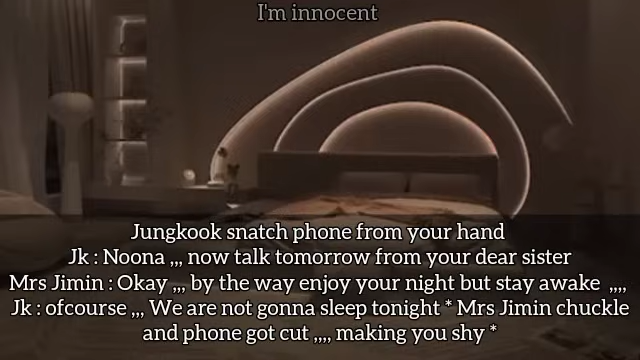 I'm innocent
Jungkook snatch phone from your hand
Jk : Noona ,,, now talk tomorrow from your dear sister
Mrs Jimin : Okay ,,, by the way enjoy your night but stay awake ,,,,
Jk : ofcourse ,,, We are not gonna sleep tonight * Mrs Jimin chuckle
and phone got cut ,,,, making you shy *